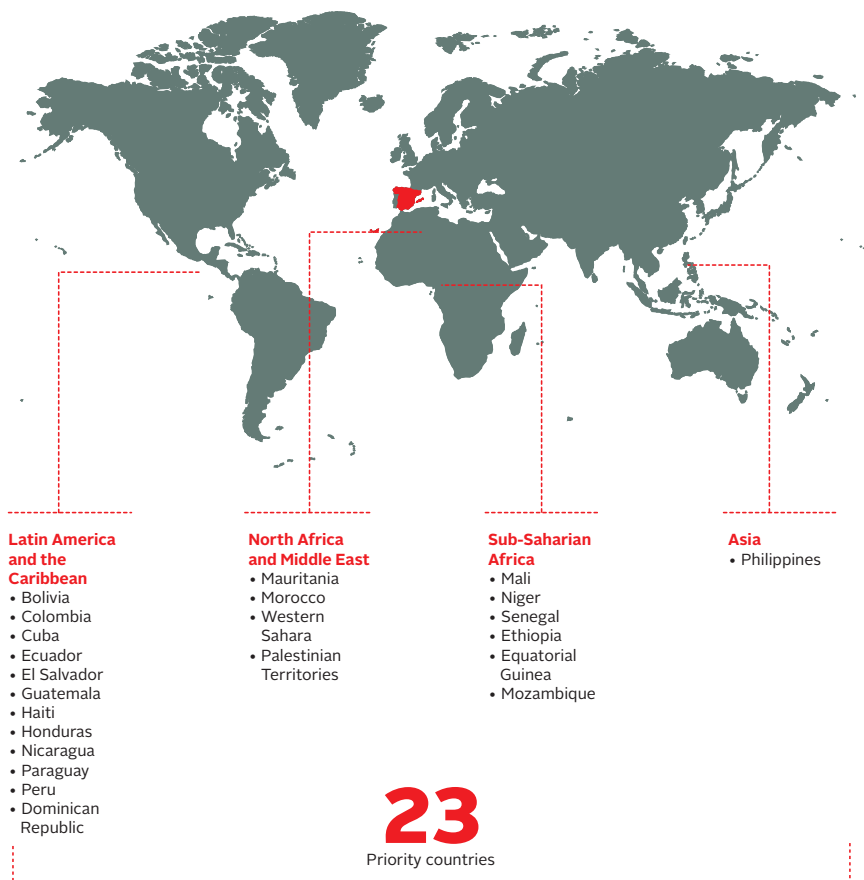 Latin America
and the
Caribbean
• Bolivia
• Colombia
• Cuba
• Ecuador
• El Salvador
• Guatemala
• Haiti
• Honduras
• Nicaragua
• Paraguay
• Peru
• Dominican
Republic
North Africa
and Middle East
• Mauritania
• Morocco
• Western
Sahara
• Palestinian
Territories
Sub-Saharian
Africa
• Mali
• Niger
• Senegal
• Ethiopia
• Equatorial
Guinea
• Mozambique
Asia
• Philippines
23
Priority countries